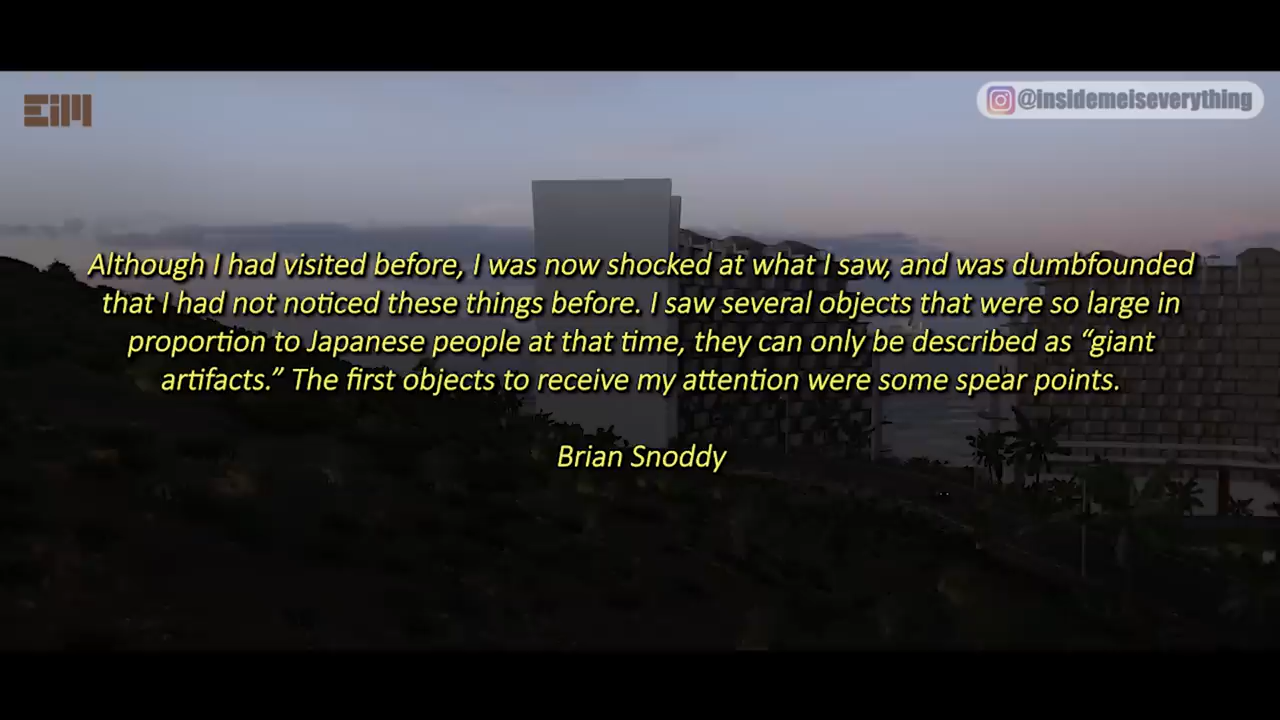 EiM
@insidemeiseverything
Although I had visited before, I was now shocked at what I saw, and was dumbfounded
that I had not noticed these things before. I saw several objects that were so large in
proportion to Japanese people at that time, they can only be described as “giant
artifacts.” The first objects to receive my attention were some spear points.
Brian Snoddy